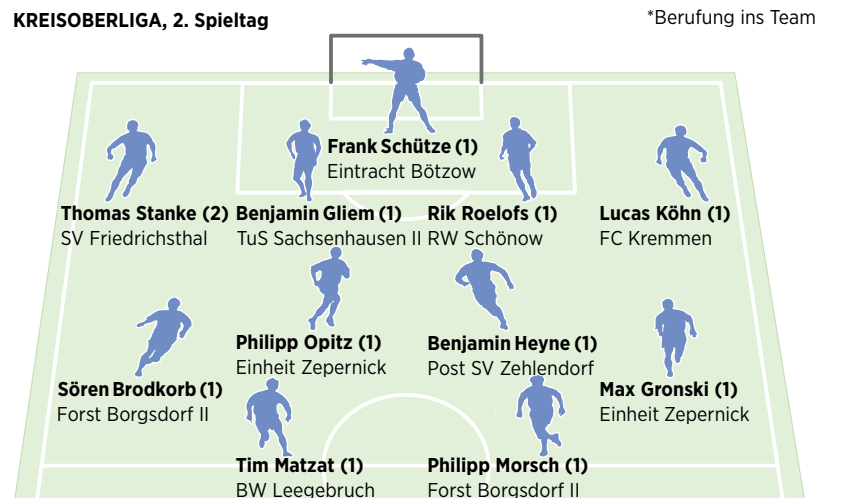 KREISOBERLIGA, 2. Spieltag
*Berufung ins Team
Frank Schütze (1)
Eintracht Bötzow
Thomas Stanke (2)
SV Friedrichsthal
Benjamin Gliem (1)
TuS Sachsenhausen II
Rik Roelofs (1)
RW Schönow
Lucas Köhn (1)
FC Kremmen
Philipp Opitz (1)
Einheit Zepernick
Benjamin Heyne (1)
Post SV Zehlendorf
Sören Brodkorb (1)
Forst Borgsdorf II
Max Gronski (1)
Einheit Zepernick
Tim Matzat (1)
BW Leegebruch
Philipp Morsch (1)
Forst Borgsdorf II